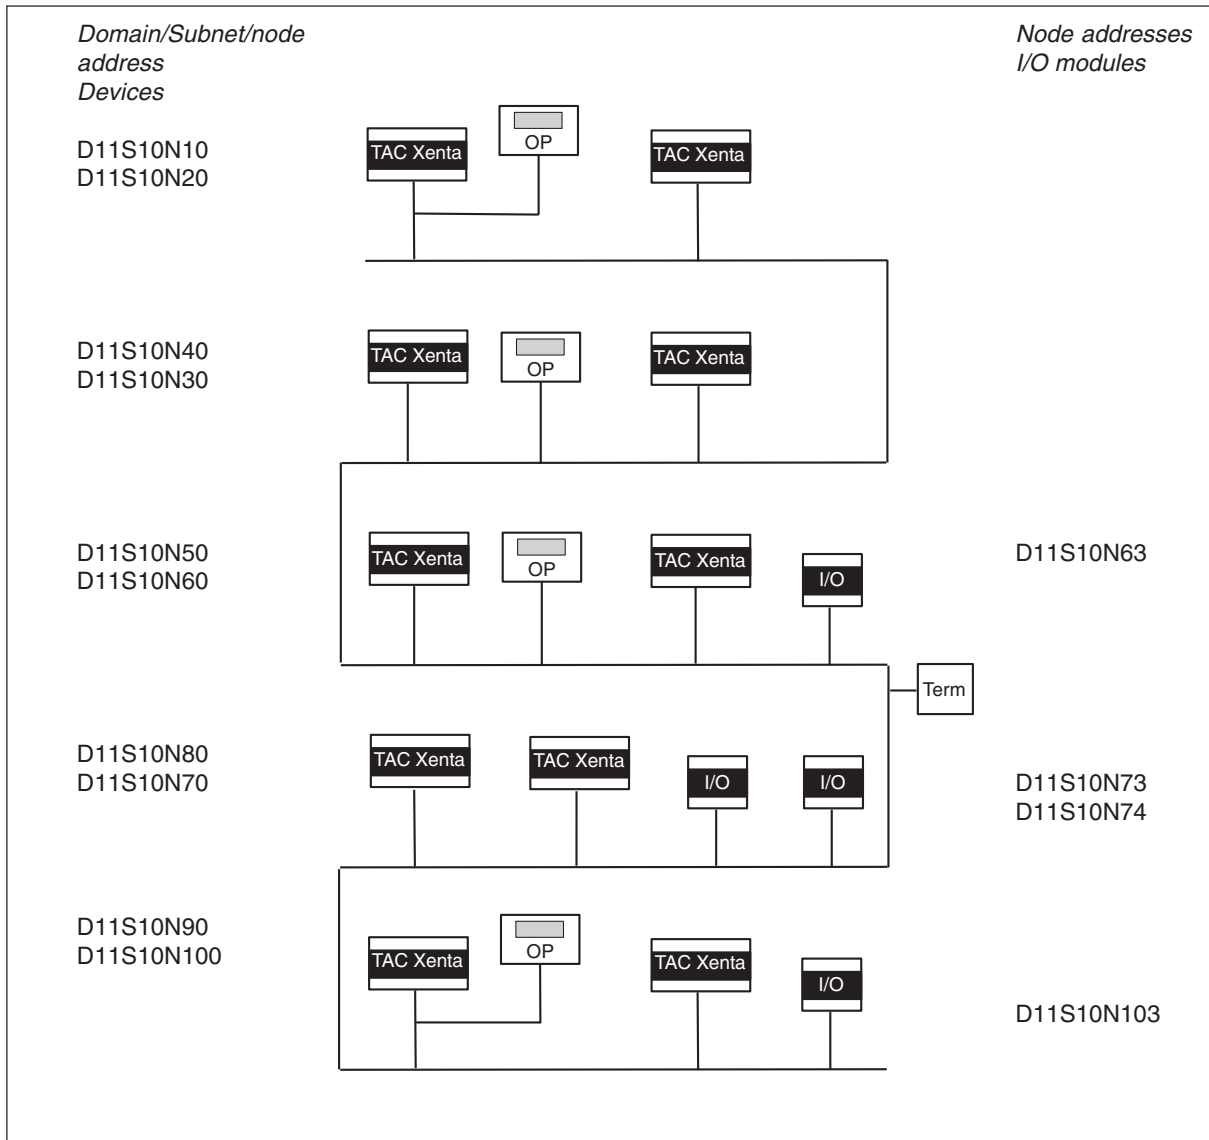 Domain/Subnet/node
address
Devices
Node addresses
I/O modules
D11S10N10
D11S10N20
TAC Xenta
OP
TAC Xenta
D11S10N40
D11S10N30
TAC Xenta
OP
TAC Xenta
D11S10N50
D11S10N60
TAC Xenta
OP
TAC Xenta
I/O
D11S10N63
Term
D11S10N80
D11S10N70
TAC Xenta
TAC Xenta
I/O
I/O
D11S10N73
D11S10N74
D11S10N90
D11S10N100
TAC Xenta
OP
TAC Xenta
I/O
D11S10N103